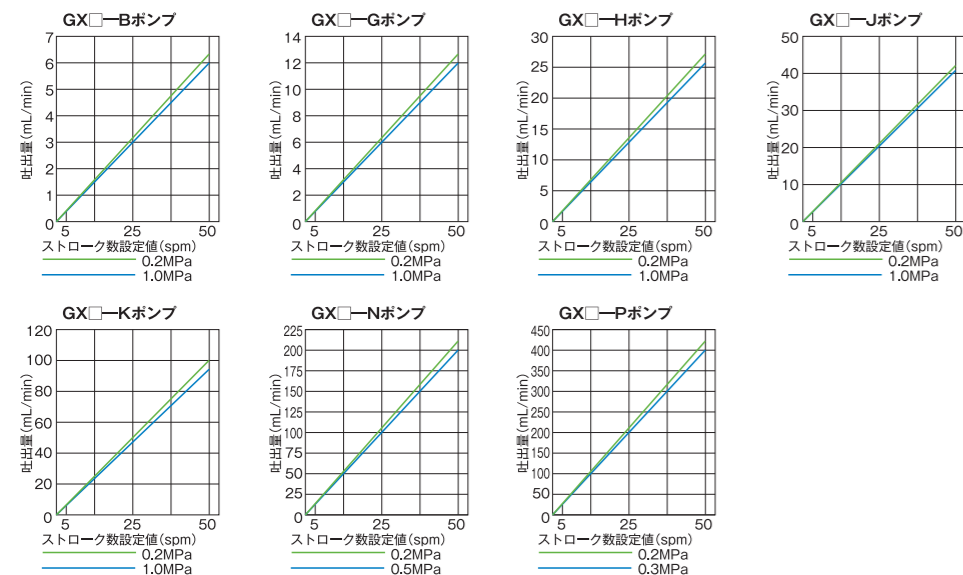 GX□―Bポンプ
吐出量(mL/min)
7
6
5
4
3
2
1
0
5 25 50
ストローク数設定値(spm)
0.2MPa
1.0MPa
GX□―Gポンプ
吐出量(mL/min)
14
12
10
8
6
4
2
0
5 25 50
ストローク数設定値(spm)
0.2MPa
1.0MPa
GX□―Hポンプ
吐出量(mL/min)
30
25
20
15
10
5
0
5 25 50
ストローク数設定値(spm)
0.2MPa
1.0MPa
GX□―Jポンプ
吐出量(mL/min)
50
40
30
20
10
0
5 25 50
ストローク数設定値(spm)
0.2MPa
1.0MPa
GX□―Kポンプ
吐出量(mL/min)
120
100
80
60
40
20
0
5 25 50
ストローク数設定値(spm)
0.2MPa
1.0MPa
GX□―Nポンプ
吐出量(mL/min)
225
200
175
150
125
100
75
50
25
0
5 25 50
ストローク数設定値(spm)
0.2MPa
0.5MPa
GX□―Pポンプ
吐出量(mL/min)
450
400
350
300
250
200
150
100
50
0
5 25 50
ストローク数設定値(spm)
0.2MPa
0.3MPa